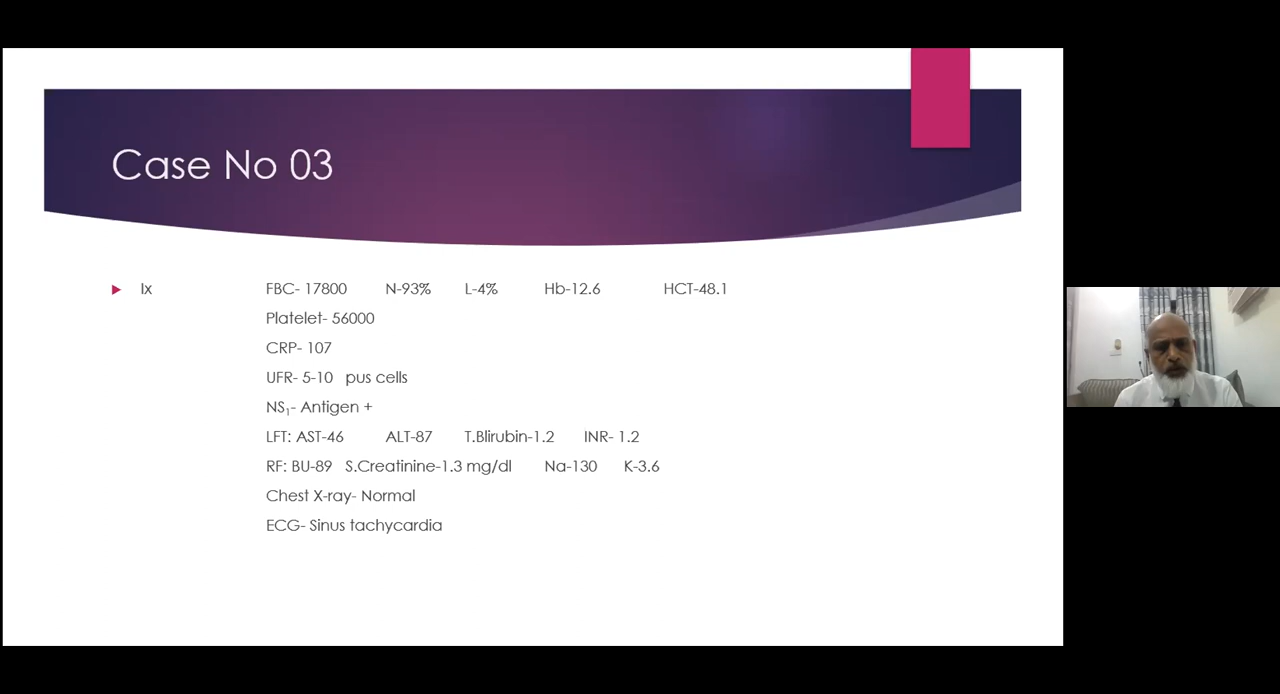 Case No 03
Ix FBC- 17800 N-93% L-4% Hb-12.6 HCT-48.1
Platelet- 56000
CRP- 107
UFR- 5-10 pus cells
NS₁- Antigen +
LFT: AST-46 ALT-87 T.Blirubin-1.2 INR- 1.2
RF: BU-89 S.Creatinine-1.3 mg/dl Na-130 K-3.6
Chest X-ray- Normal
ECG- Sinus tachycardia